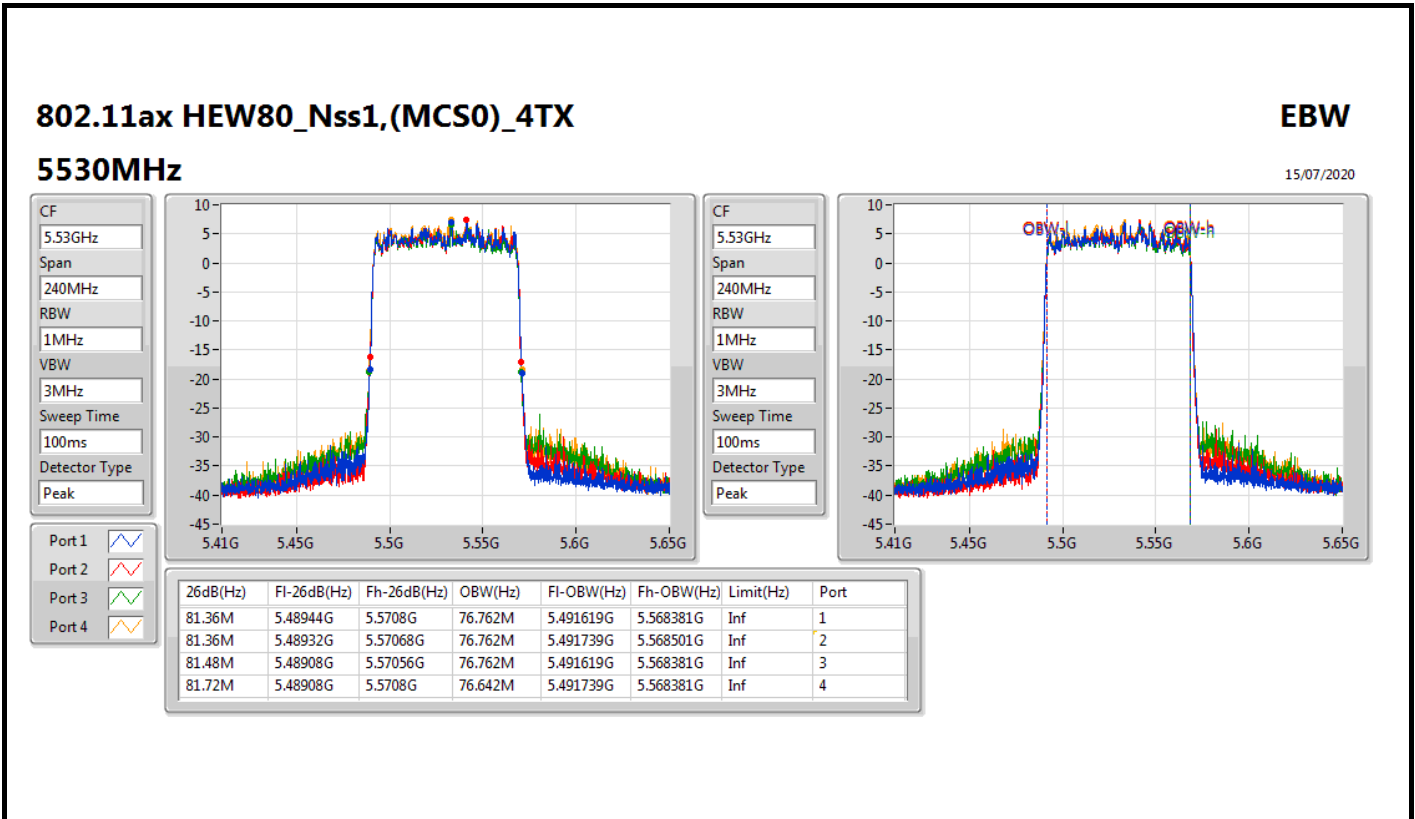 802.11ax HEW80_Nss1,(MCS0)_4TX EBW
5530MHz 15/07/2020
CF
5.53GHz
Span
240MHz
RBW
1MHz
VBW
3MHz
Sweep Time
100ms
Detector Type
Peak
10
5
0
-5
-10
-15
-20
-25
-30
-35
-40
-45
5.41G 5.45G 5.5G 5.55G 5.6G 5.65G
CF
5.53GHz
Span
240MHz
RBW
1MHz
VBW
3MHz
Sweep Time
100ms
Detector Type
Peak
OBW-l OBW-h
10
5
0
-5
-10
-15
-20
-25
-30
-35
-40
-45
5.41G 5.45G 5.5G 5.55G 5.6G 5.65G
Port 1
Port 2
Port 3
Port 4
26dB(Hz) Fl-26dB(Hz) Fh-26dB(Hz) OBW(Hz) Fl-OBW(Hz) Fh-OBW(Hz) Limit(Hz) Port
81.36M 5.48944G 5.5708G 76.762M 5.491619G 5.568381G Inf 1
81.36M 5.48932G 5.57068G 76.762M 5.491739G 5.568501G Inf 2
81.48M 5.48908G 5.57056G 76.762M 5.491619G 5.568381G Inf 3
81.72M 5.48908G 5.5708G 76.642M 5.491739G 5.568381G Inf 4